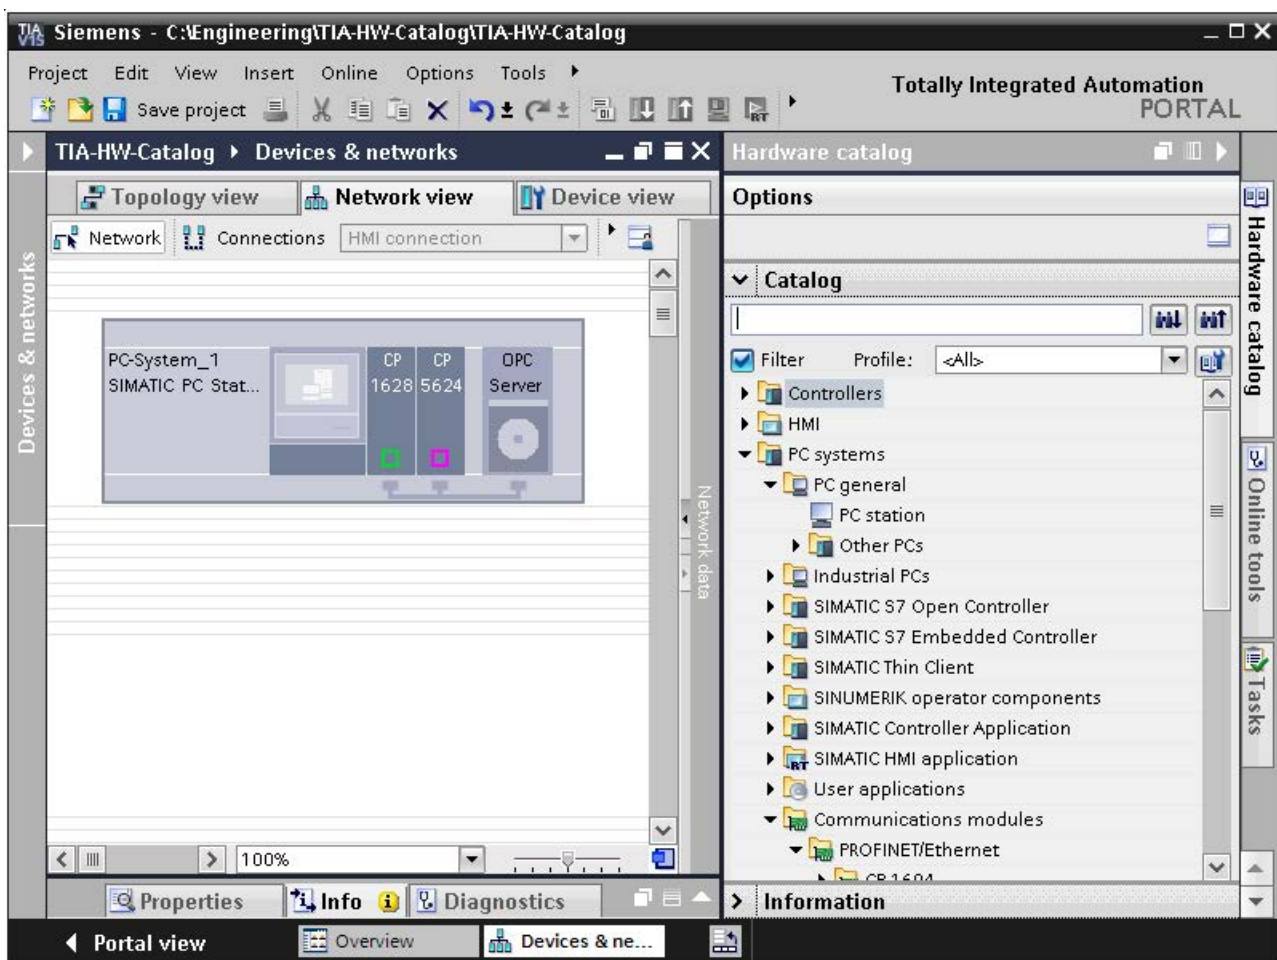 TIA V15 Siemens - C:\Engineering\TIA-HW-Catalog\TIA-HW-Catalog
Project Edit View Insert Online Options Tools
Totally Integrated Automation
PORTAL
Save project
TIA-HW-Catalog Devices & networks
Topology view Network view Device view
Network Connections HMI connection
Devices & networks
PC-System_1
SIMATIC PC Stat...
CP 1628
CP 5624
OPC Server
Network data
100%
Properties Info Diagnostics
Hardware catalog
Options
Catalog
Filter Profile: <All>
Controllers
HMI
PC systems
PC general
PC station
Other PCs
Industrial PCs
SIMATIC S7 Open Controller
SIMATIC S7 Embedded Controller
SIMATIC Thin Client
SINUMERIK operator components
SIMATIC Controller Application
RT SIMATIC HMI application
User applications
Communications modules
PROFINET/Ethernet
CP 1604
Information
Hardware catalog
Online tools
Tasks
Portal view Overview Devices & ne...